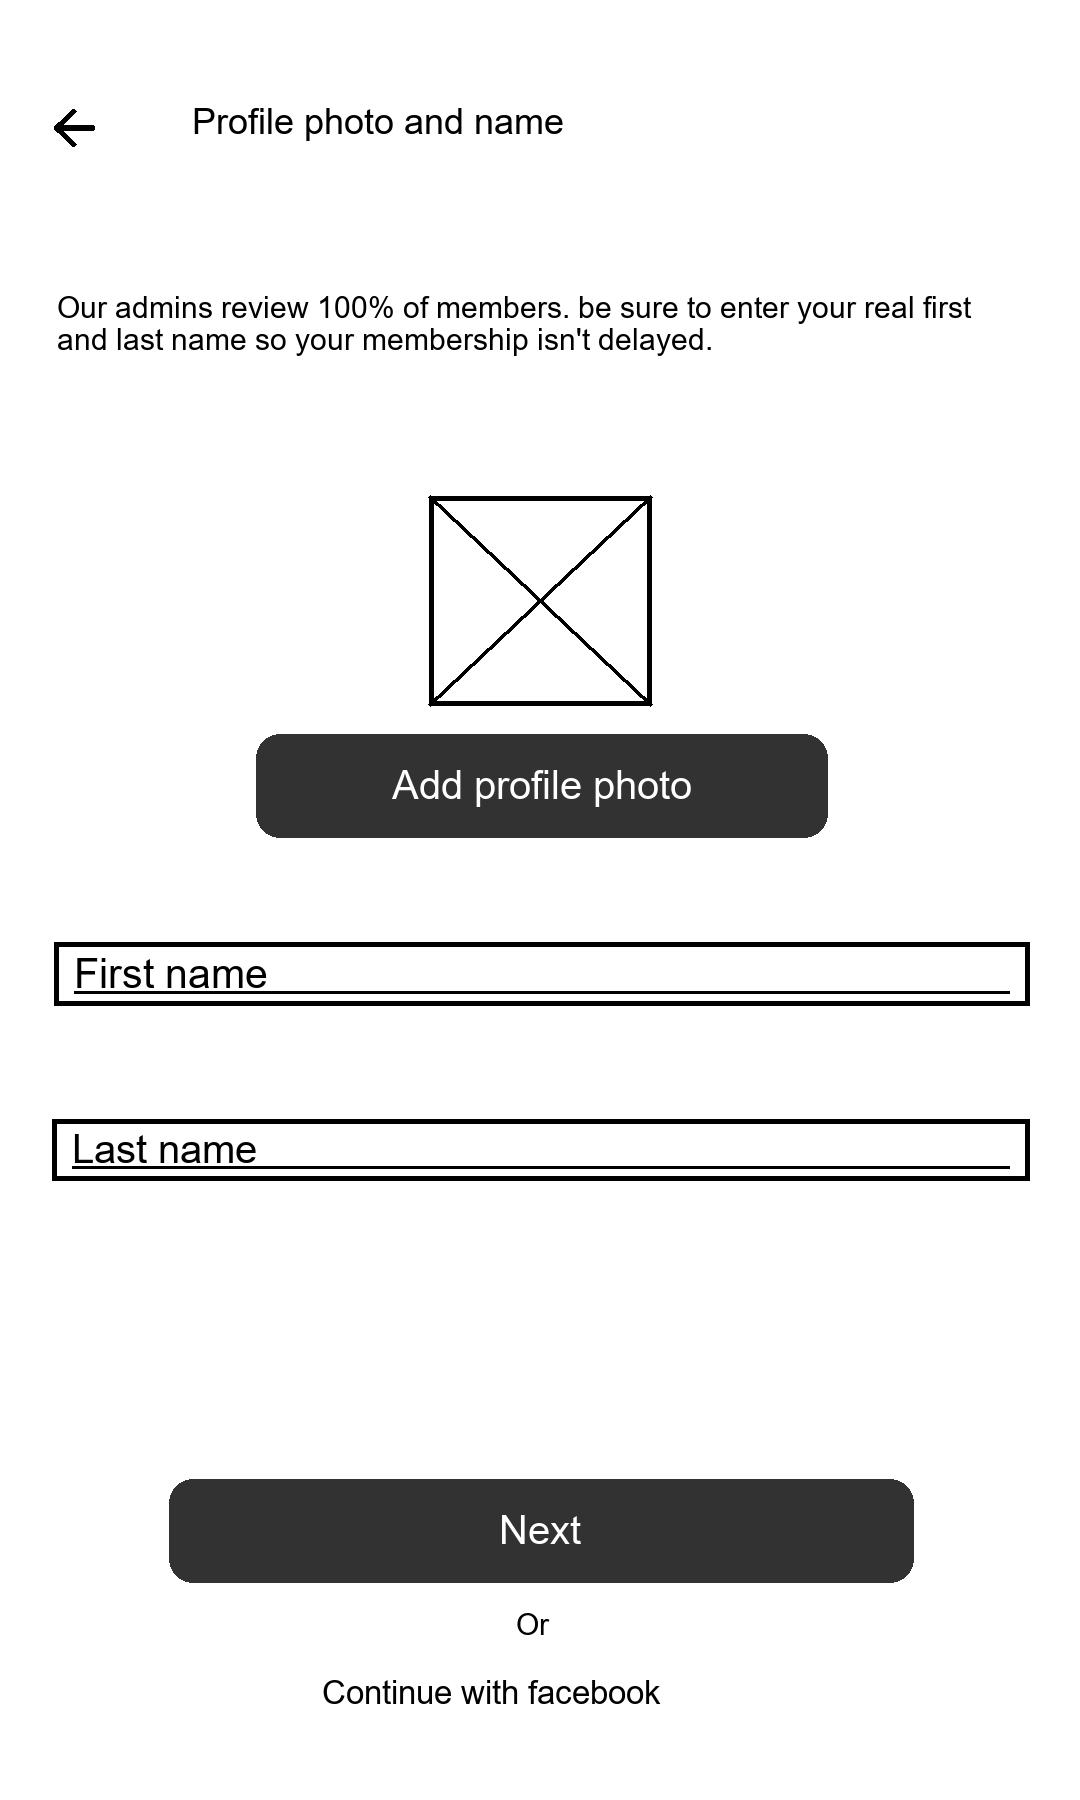 Profile photo and name
Our admins review 100% of members. be sure to enter your real first
and last name so your membership isn't delayed.
Add profile photo
First name
Last name
Next
Or
Continue with facebook